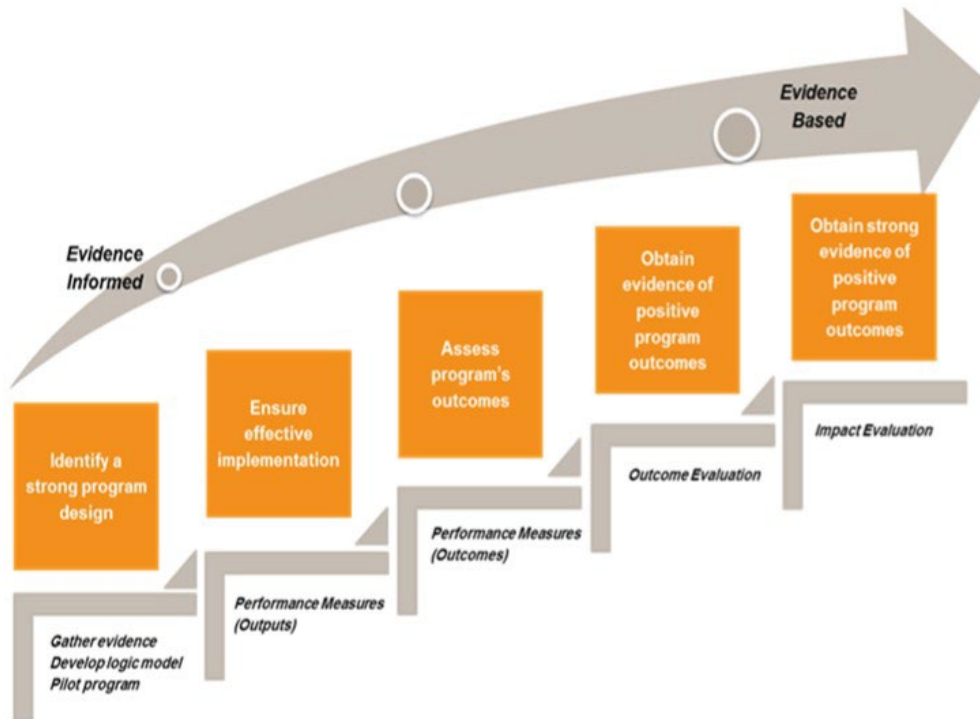 Evidence
Based
Evidence
Informed
Identify a
strong program
design
Gather evidence
Develop logic model
Pilot program
Ensure
effective
implementation
Performance Measures
(Outputs)
Assess
program's
outcomes
Performance Measures
(Outcomes)
Obtain
evidence of
positive
program
outcomes
Outcome Evaluation
Obtain strong
evidence of
positive
program
outcomes
Impact Evaluation